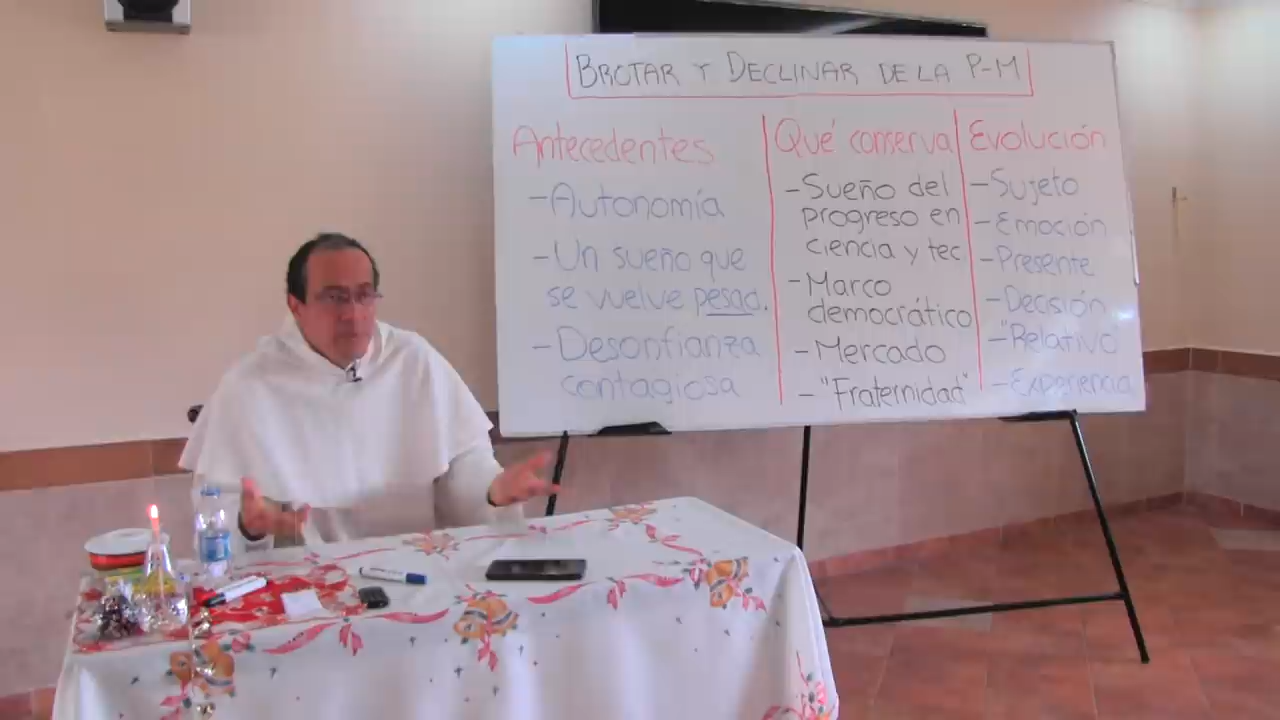 BROTAR Y DECLINAR DE LA P-M
Antecedentes
- Autonomía
- Un sueño que
se vuelve pesad.
- Desonfianza
contagiosa
Qué conserva
- Sueño del
progreso en
ciencia y tec
- Marco
democrático
- Mercado
- "Fraternidad"
Evolución
- Sujeto
- Emoción
- Presente
- Decisión
- "Relativo"
- Experiencia